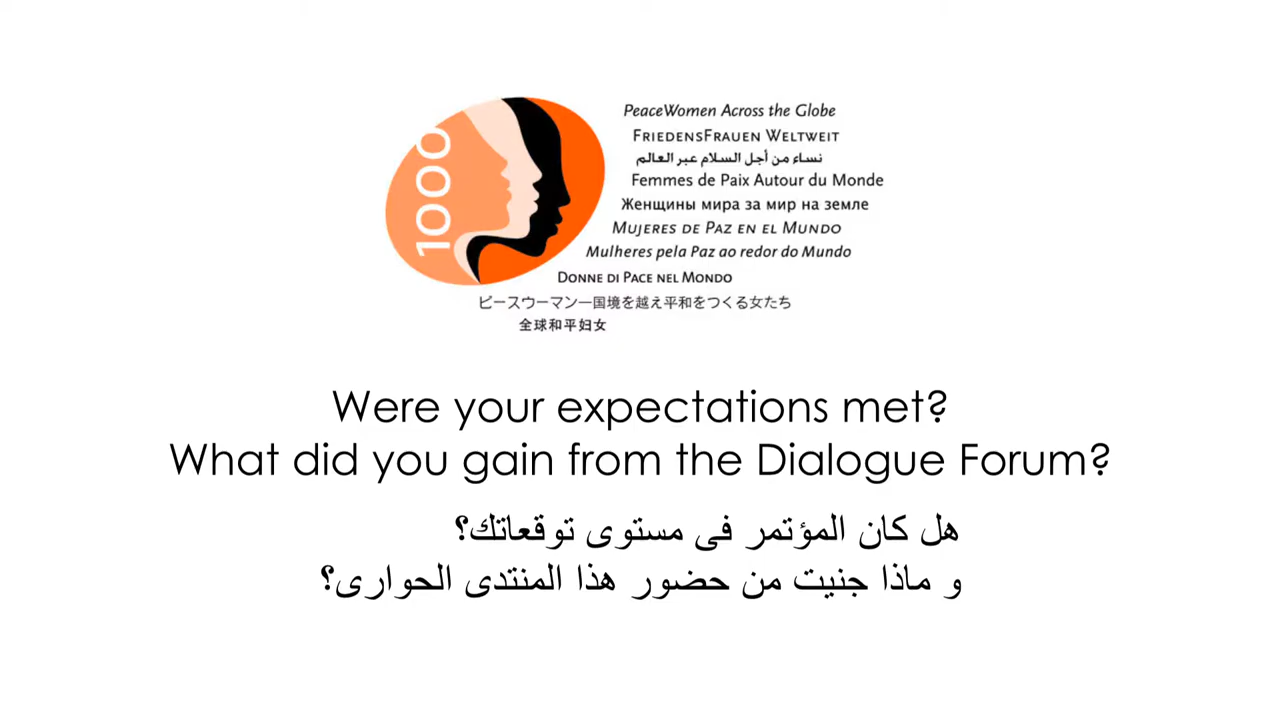 1000
PeaceWomen Across the Globe
FriedensFrauen Weltweit
نساء من أجل السلام عبر العالم
Femmes de Paix Autour du Monde
Женщины мира за мир на земле
Mujeres de Paz en el Mundo
Mulheres pela Paz ao redor do Mundo
Donne di Pace nel Mondo
ピースウーマン―国境を越え平和をつくる女たち
全球和平妇女
Were your expectations met?
What did you gain from the Dialogue Forum?
هل كان المؤتمر فى مستوى توقعاتك؟
و ماذا جنيت من حضور هذا المنتدى الحوارى؟